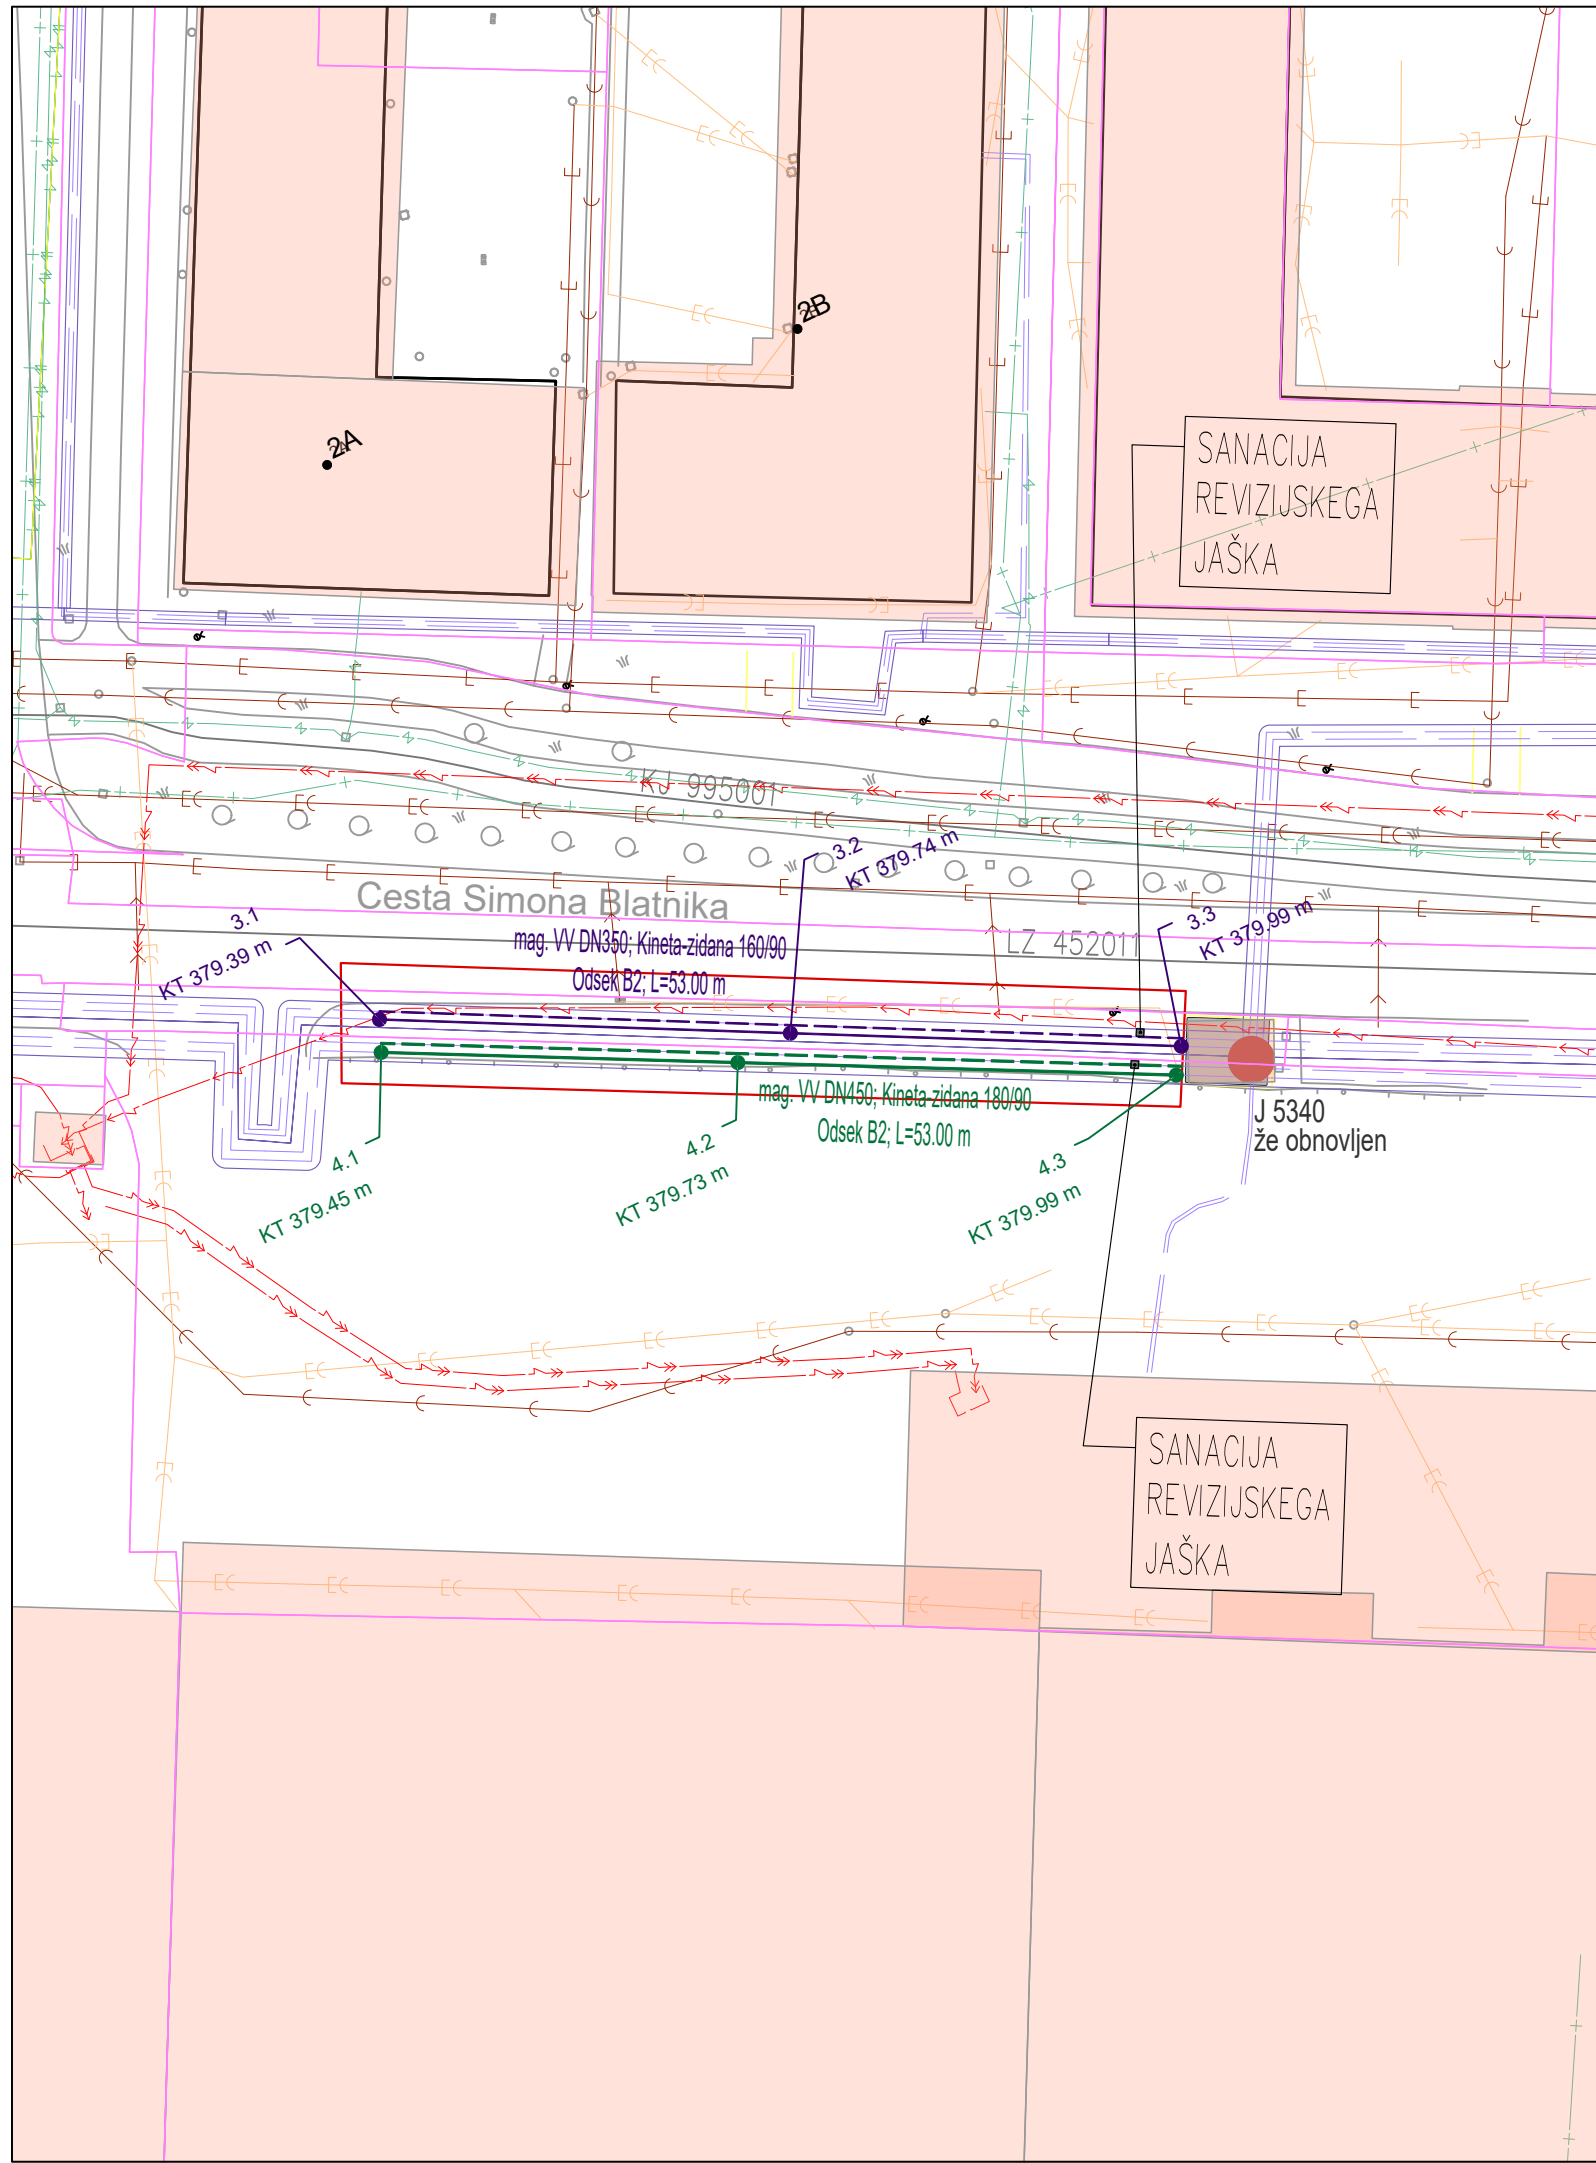 2B
2A
SANACIJA
REVIZIJSKEGA
JAŠKA
KJ 995001
3.2
KT 379.74 m
Cesta Simona Blatnika
3.1
KT 379.39 m
mag. VV DN350; Kineta-zidana 160/90
Odsek B2; L=53.00 m
LZ 452011
3.3
KT 379.99 m
mag. VV DN450; Kineta-zidana 180/90
Odsek B2; L=53.00 m
J 5340
že obnovljen
4.1
KT 379.45 m
4.2
KT 379.73 m
4.3
KT 379.99 m
SANACIJA
REVIZIJSKEGA
JAŠKA